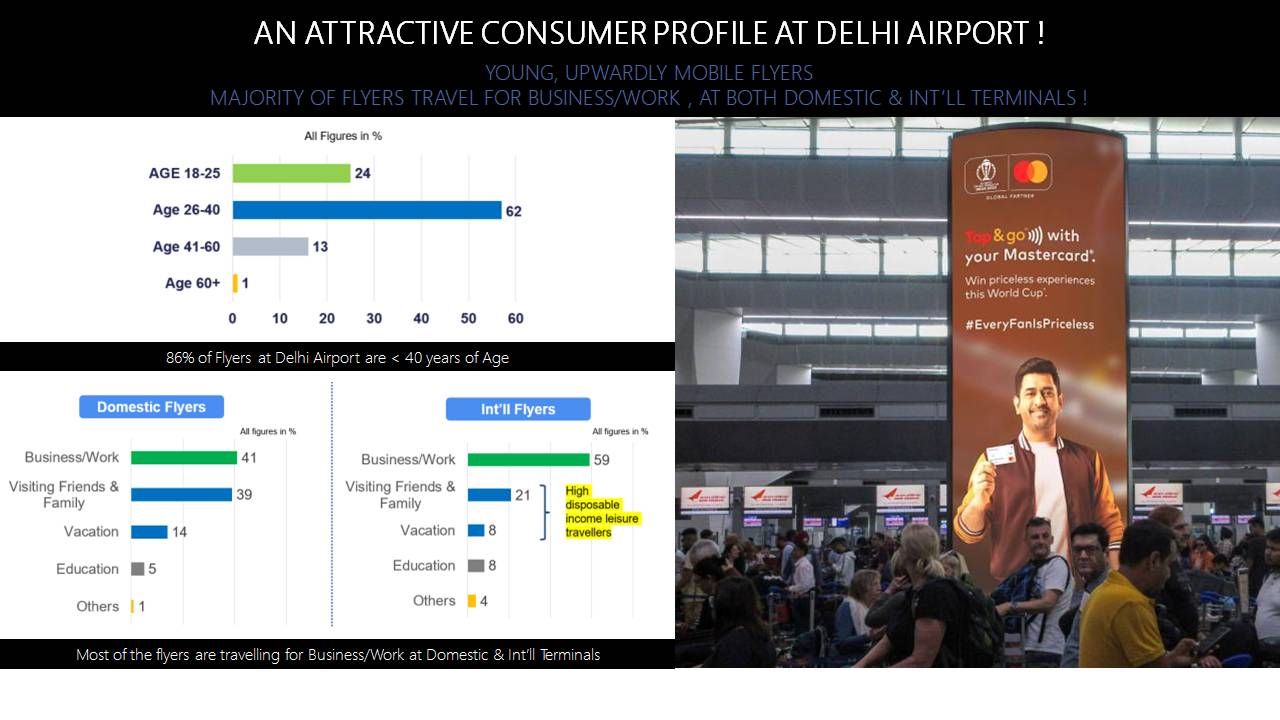 AN ATTRACTIVE CONSUMER PROFILE AT DELHI AIRPORT !
YOUNG, UPWARDLY MOBILE FLYERS
MAJORITY OF FLYERS TRAVEL FOR BUSINESS/WORK , AT BOTH DOMESTIC & INT'LL TERMINALS !
All Figures in %
AGE 18-25 24
Age 26-40 62
Age 41-60 13
Age 60+ 1
0 10 20 30 40 50 60
86% of Flyers at Delhi Airport are < 40 years of Age
Domestic Flyers
All figures in %
Business/Work 41
Visiting Friends &
Family 39
Vacation 14
Education 5
Others 1
Int'll Flyers
All figures in %
Business/Work 59
Visiting Friends &
Family 21
Vacation 8
Education 8
Others 4
High
disposable
income leisure
travellers
Most of the flyers are travelling for Business/Work at Domestic & Int'll Terminals
GLOBAL PARTNER
Tap & go with
your Mastercard®.
Win priceless experiences
this World Cup.
#EveryFanIsPriceless